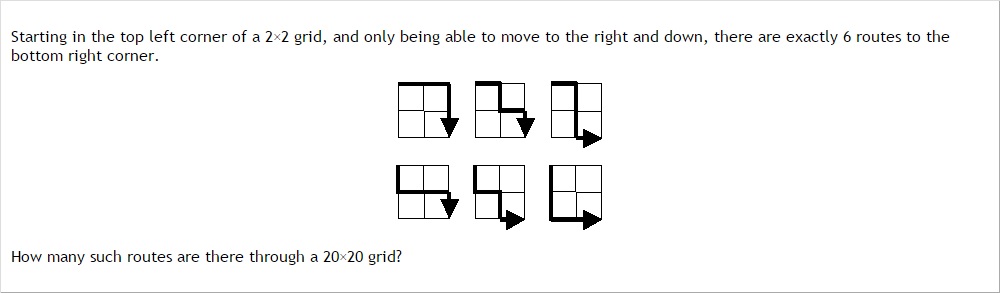 Starting in the top left corner of a 2×2 grid, and only being able to move to the right and down, there are exactly 6 routes to the
bottom right corner.
How many such routes are there through a 20×20 grid?